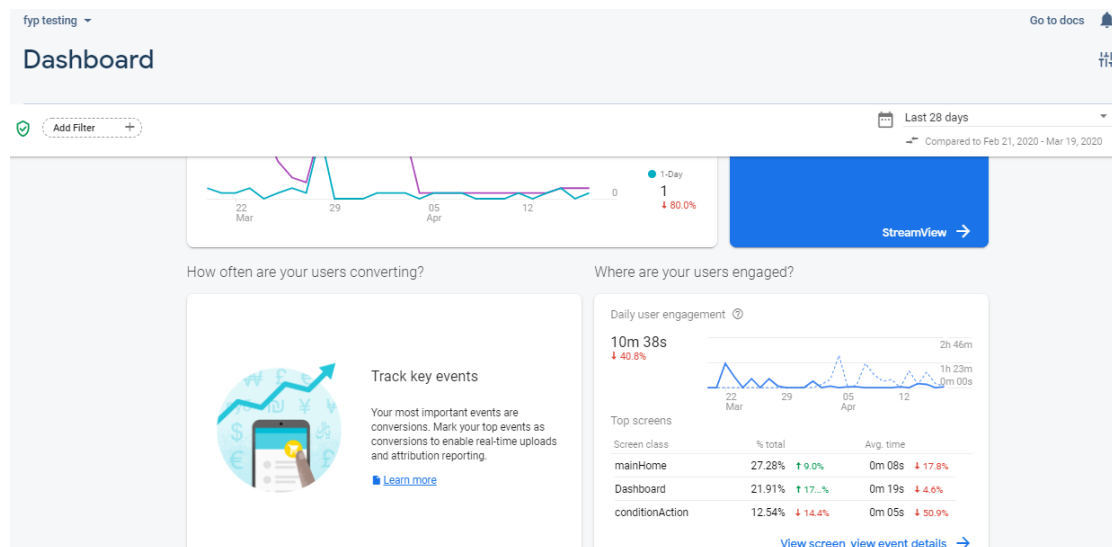 fyp testing
Go to docs
Dashboard
Add Filter +
Last 28 days
Compared to Feb 21, 2020 - Mar 19, 2020
1-Day
1
↓ 80.0%
0
22 29 05 12
Mar Apr
StreamView →
How often are your users converting?
Where are your users engaged?
Track key events
Your most important events are
conversions. Mark your top events as
conversions to enable real-time uploads
and attribution reporting.
Learn more
Daily user engagement ?
10m 38s
↓ 40.8%
2h 46m
1h 23m
0m 00s
22 29 05 12
Mar Apr
Top screens
Screen class % total Avg. time
mainHome 27.28% ↑ 9.0% 0m 08s ↓ 17.8%
Dashboard 21.91% ↑ 17...% 0m 19s ↓ 4.6%
conditionAction 12.54% ↓ 14.4% 0m 05s ↓ 50.9%
View screen_view event details →